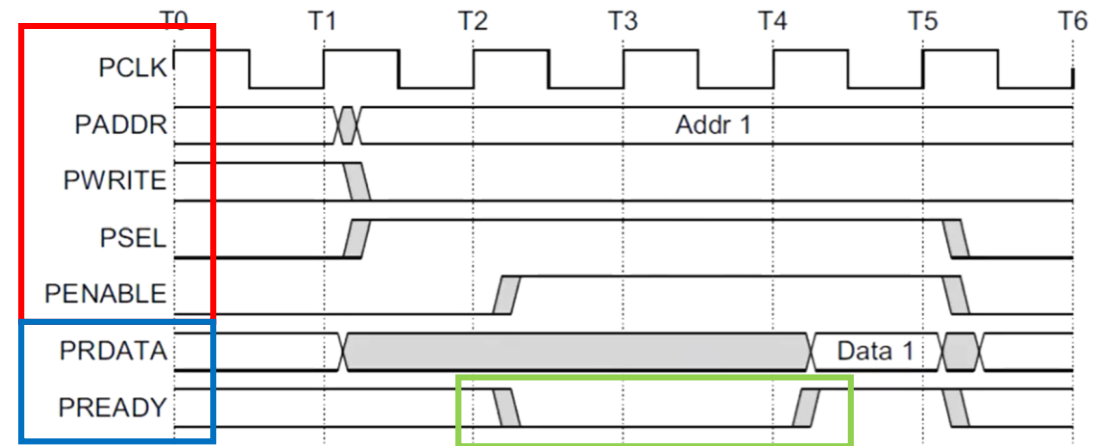 T0 T1 T2 T3 T4 T5 T6
PCLK
PADDR Addr 1
PWRITE
PSEL
PENABLE
PRDATA Data 1
PREADY